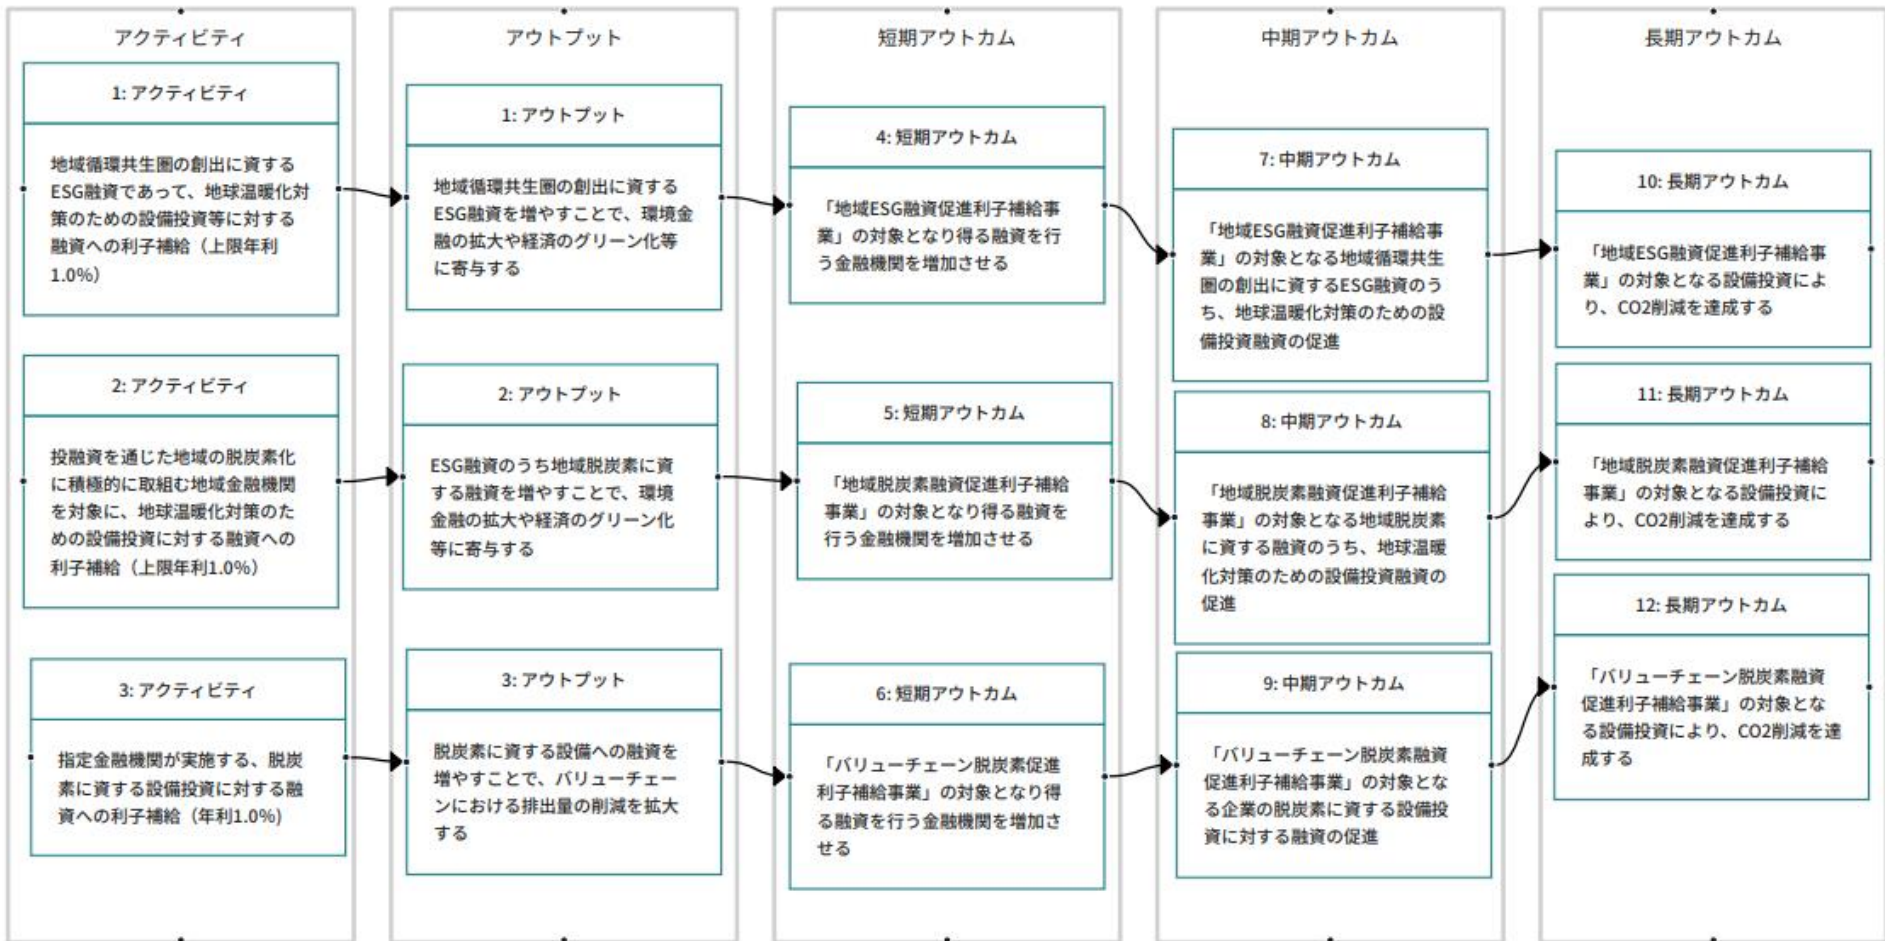 アクティビティ
1: アクティビティ
地域循環共生圏の創出に資する
ESG融資であって、地球温暖化対
策のための設備投資等に対する
融資への利子補給（上限年利
1.0%）
2: アクティビティ
投融資を通じた地域の脱炭素化
に積極的に取組む地域金融機関
を対象に、地球温暖化対策のた
めの設備投資に対する融資への
利子補給（上限年利1.0%）
3: アクティビティ
指定金融機関が実施する、脱炭
素に資する設備投資に対する融
資への利子補給（年利1.0%)
アウトプット
1: アウトプット
地域循環共生圏の創出に資する
ESG融資を増やすことで、環境金
融の拡大や経済のグリーン化等
に寄与する
2: アウトプット
ESG融資のうち地域脱炭素に資
する融資を増やすことで、環境
金融の拡大や経済のグリーン化
等に寄与する
3: アウトプット
脱炭素に資する設備への融資を
増やすことで、バリューチェー
ンにおける排出量の削減を拡大
する
短期アウトカム
4: 短期アウトカム
「地域ESG融資促進利子補給事
業」の対象となり得る融資を行
う金融機関を増加させる
5: 短期アウトカム
「地域脱炭素融資促進利子補給
事業」の対象となり得る融資を
行う金融機関を増加させる
6: 短期アウトカム
「バリューチェーン脱炭素促進
利子補給事業」の対象となり得
る融資を行う金融機関を増加さ
せる
中期アウトカム
7: 中期アウトカム
「地域ESG融資促進利子補給事
業」の対象となる地域循環共生
圏の創出に資するESG融資のう
ち、地球温暖化対策のための設
備投資融資の促進
8: 中期アウトカム
「地域脱炭素融資促進利子補給
事業」の対象となる地域脱炭素
に資する融資のうち、地球温暖
化対策のための設備投資融資の
促進
9: 中期アウトカム
「バリューチェーン脱炭素融資
促進利子補給事業」の対象とな
る企業の脱炭素に資する設備投
資に対する融資の促進
長期アウトカム
10: 長期アウトカム
「地域ESG融資促進利子補給事
業」の対象となる設備投資によ
り、CO2削減を達成する
11: 長期アウトカム
「地域脱炭素融資促進利子補給
事業」の対象となる設備投資に
より、CO2削減を達成する
12: 長期アウトカム
「バリューチェーン脱炭素融資
促進利子補給事業」の対象とな
る設備投資により、CO2削減を達
成する